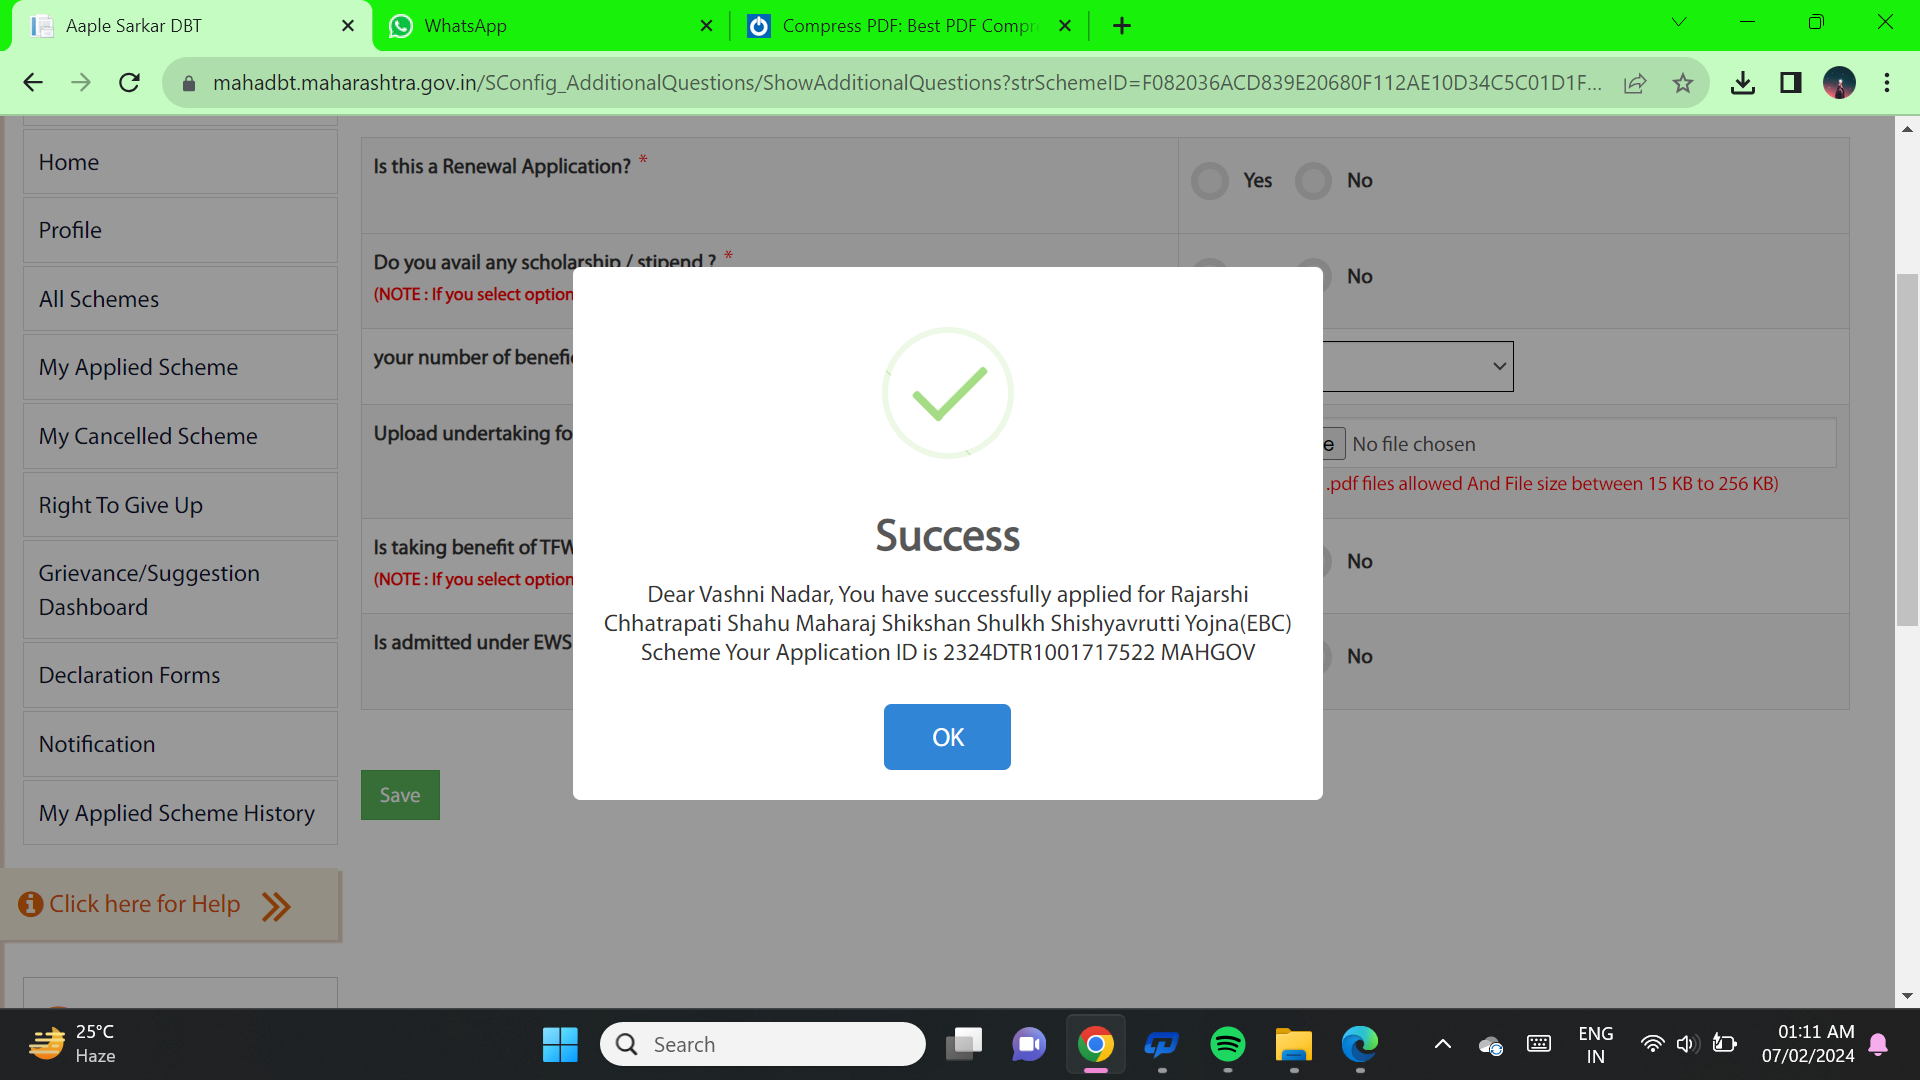 Aaple Sarkar DBT
WhatsApp
Compress PDF: Best PDF Compr
mahadbt.maharashtra.gov.in/SConfig_AdditionalQuestions/ShowAdditionalQuestions?strSchemeID=F082036ACD839E20680F112AE10D34C5C01D1F...
Home
Profile
All Schemes
My Applied Scheme
My Cancelled Scheme
Right To Give Up
Grievance/Suggestion
Dashboard
Declaration Forms
Notification
My Applied Scheme History
Click here for Help
Is this a Renewal Application? *
Yes No
Do you avail any scholarship / stipend ? *
(NOTE : If you select option
No
your number of benefi
Upload undertaking fo
e No file chosen
.pdf files allowed And File size between 15 KB to 256 KB)
Is taking benefit of TFW
(NOTE : If you select option
No
Is admitted under EWS
No
Save
Success
Dear Vashni Nadar, You have successfully applied for Rajarshi
Chhatrapati Shahu Maharaj Shikshan Shulkh Shishyavrutti Yojna(EBC)
Scheme Your Application ID is 2324DTR1001717522 MAHGOV
OK
25°C
Haze
Search
ENG
IN
01:11 AM
07/02/2024